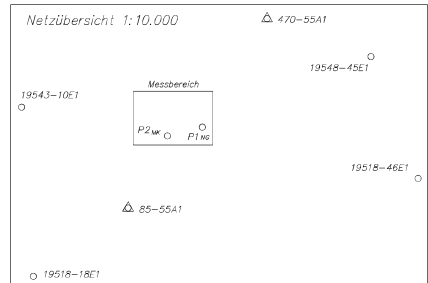 Netzübersicht 1:10.000
470-55A1
19548-45E1
Messbereich
19543-10E1
P2MK
P1NG
19518-46E1
85-55A1
19518-18E1